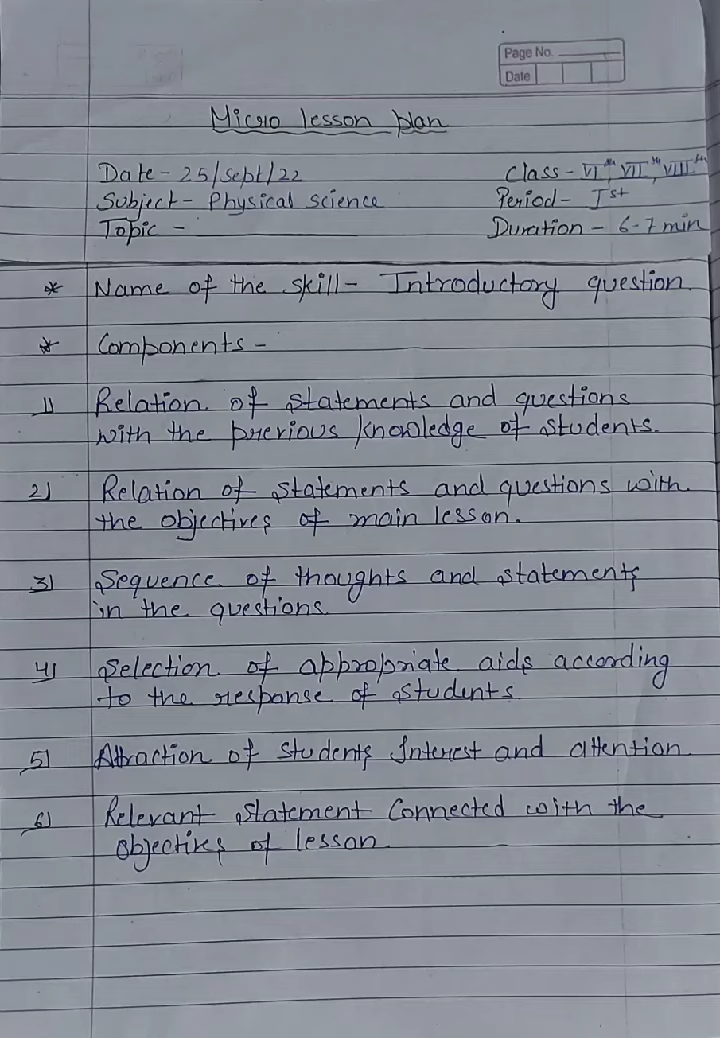 Page No.
Date
Micro lesson plan
Date - 25/Sept/22
Class - VIth, VIIth, VIIIth
Subject - Physical science
Period - Ist
Topic -
Duration - 6-7 min
* Name of the skill - Introductory question
* Components -
1) Relation of statements and questions
with the previous knowledge of students.
2) Relation of statements and questions with
the objectives of main lesson.
3) Sequence of thoughts and statements
in the questions
4) Selection of appropriate aids according
to the response of students
5) Attraction of students Interest and attention
6) Relevant statement Connected with the
objectives of lesson